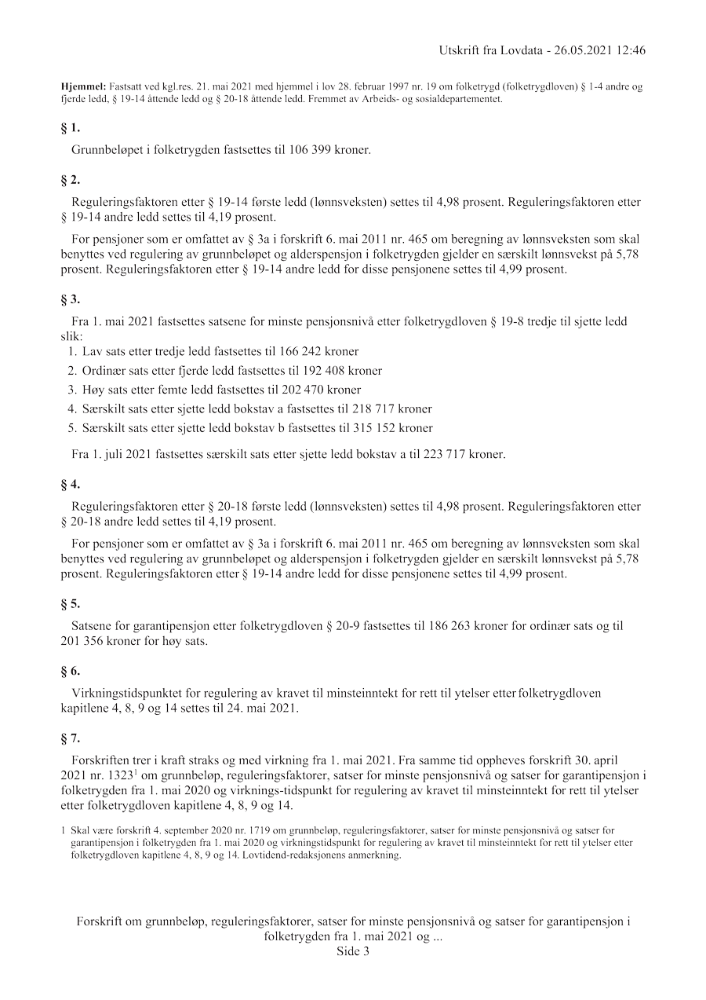 Utskrift fra Lovdata - 26.05.2021 12:46
Hjemmel: Fastsatt ved kgl.res. 21. mai 2021 med hjemmel i lov 28. februar 1997 nr. 19 om folketrygd (folketrygdloven) § 1-4 andre og
fjerde ledd, § 19-14 åttende ledd og § 20-18 åttende ledd. Fremmet av Arbeids- og sosialdepartementet.
§ 1.
Grunnbeløpet i folketrygden fastsettes til 106 399 kroner.
§ 2.
Reguleringsfaktoren etter § 19-14 første ledd (lønnsveksten) settes til 4,98 prosent. Reguleringsfaktoren etter
§ 19-14 andre ledd settes til 4,19 prosent.
For pensjoner som er omfattet av § 3a i forskrift 6. mai 2011 nr. 465 om beregning av lønnsveksten som skal
benyttes ved regulering av grunnbeløpet og alderspensjon i folketrygden gjelder en særskilt lønnsvekst på 5,78
prosent. Reguleringsfaktoren etter § 19-14 andre ledd for disse pensjonene settes til 4,99 prosent.
§ 3.
Fra 1. mai 2021 fastsettes satsene for minste pensjonsnivå etter folketrygdloven § 19-8 tredje til sjette ledd
slik:
1. Lav sats etter tredje ledd fastsettes til 166 242 kroner
2. Ordinær sats etter fjerde ledd fastsettes til 192 408 kroner
3. Høy sats etter femte ledd fastsettes til 202 470 kroner
4. Særskilt sats etter sjette ledd bokstav a fastsettes til 218 717 kroner
5. Særskilt sats etter sjette ledd bokstav b fastsettes til 315 152 kroner
Fra 1. juli 2021 fastsettes særskilt sats etter sjette ledd bokstav a til 223 717 kroner.
§ 4.
Reguleringsfaktoren etter § 20-18 første ledd (lønnsveksten) settes til 4,98 prosent. Reguleringsfaktoren etter
§ 20-18 andre ledd settes til 4,19 prosent.
For pensjoner som er omfattet av § 3a i forskrift 6. mai 2011 nr. 465 om beregning av lønnsveksten som skal
benyttes ved regulering av grunnbeløpet og alderspensjon i folketrygden gjelder en særskilt lønnsvekst på 5,78
prosent. Reguleringsfaktoren etter § 19-14 andre ledd for disse pensjonene settes til 4,99 prosent.
§ 5.
Satsene for garantipensjon etter folketrygdloven § 20-9 fastsettes til 186 263 kroner for ordinær sats og til
201 356 kroner for høy sats.
§ 6.
Virkningstidspunktet for regulering av kravet til minsteinntekt for rett til ytelser etter folketrygdloven
kapitlene 4, 8, 9 og 14 settes til 24. mai 2021.
§ 7.
Forskriften trer i kraft straks og med virkning fra 1. mai 2021. Fra samme tid oppheves forskrift 30. april
2021 nr. 1323¹ om grunnbeløp, reguleringsfaktorer, satser for minste pensjonsnivå og satser for garantipensjon i
folketrygden fra 1. mai 2020 og virknings-tidspunkt for regulering av kravet til minsteinntekt for rett til ytelser
etter folketrygdloven kapitlene 4, 8, 9 og 14.
1 Skal være forskrift 4. september 2020 nr. 1719 om grunnbeløp, reguleringsfaktorer, satser for minste pensjonsnivå og satser for
garantipensjon i folketrygden fra 1. mai 2020 og virkningstidspunkt for regulering av kravet til minsteinntekt for rett til ytelser etter
folketrygdloven kapitlene 4, 8, 9 og 14. Lovtidend-redaksjonens anmerkning.
Forskrift om grunnbeløp, reguleringsfaktorer, satser for minste pensjonsnivå og satser for garantipensjon i
folketrygden fra 1. mai 2021 og ...
Side 3